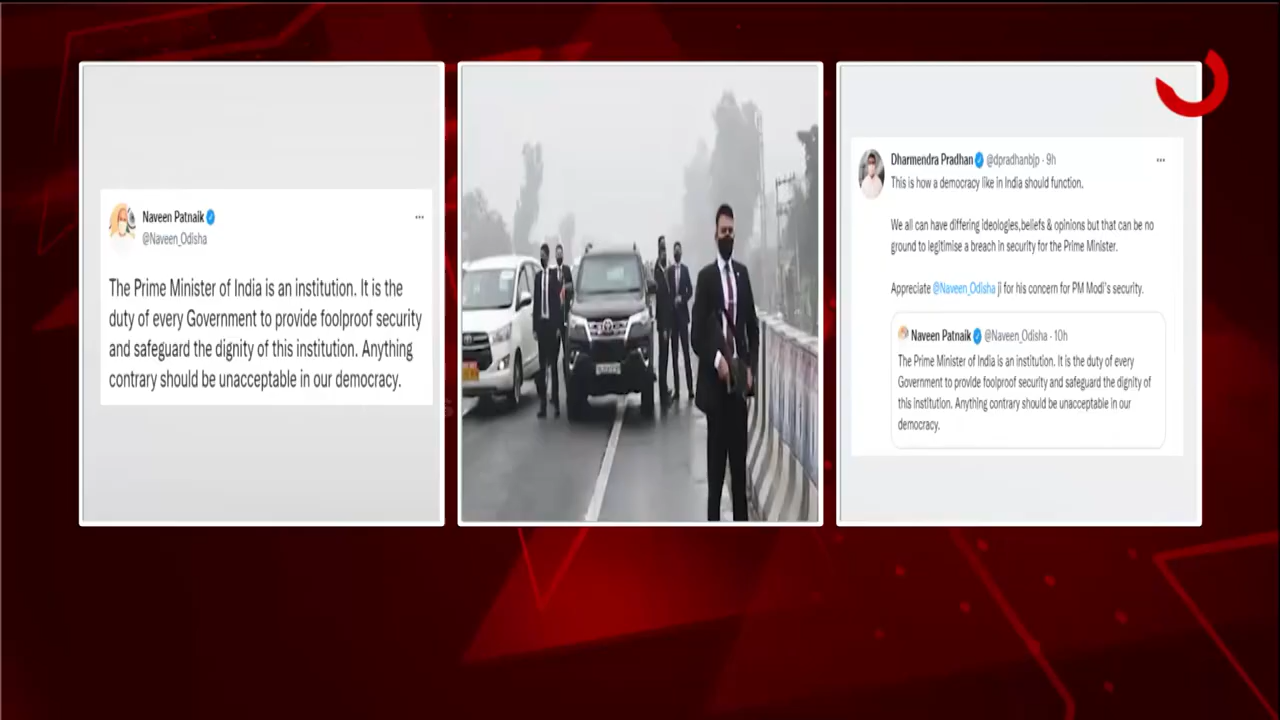 Naveen Patnaik
@Naveen_Odisha
The Prime Minister of India is an institution. It is the
duty of every Government to provide foolproof security
and safeguard the dignity of this institution. Anything
contrary should be unacceptable in our democracy.
Dharmendra Pradhan @dpradhanbjp · 9h
This is how a democracy like in India should function.
We all can have differing ideologies,beliefs & opinions but that can be no
ground to legitimise a breach in security for the Prime Minister.
Appreciate @Naveen_Odisha ji for his concern for PM Modi's security.
Naveen Patnaik @Naveen_Odisha · 10h
The Prime Minister of India is an institution. It is the duty of every
Government to provide foolproof security and safeguard the dignity of
this institution. Anything contrary should be unacceptable in our
democracy.